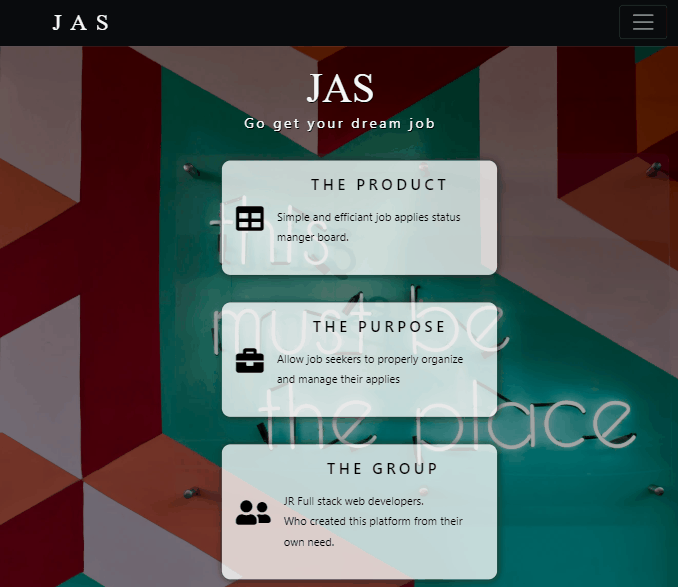 JAS
JAS
Go get your dream job
THE PRODUCT
Simple and efficiant job applies status
manger board.
this
must be
THE PURPOSE
Allow job seekers to properly organize
and manage their applies
the place
THE GROUP
JR Full stack web developers.
Who created this platform from their
own need.